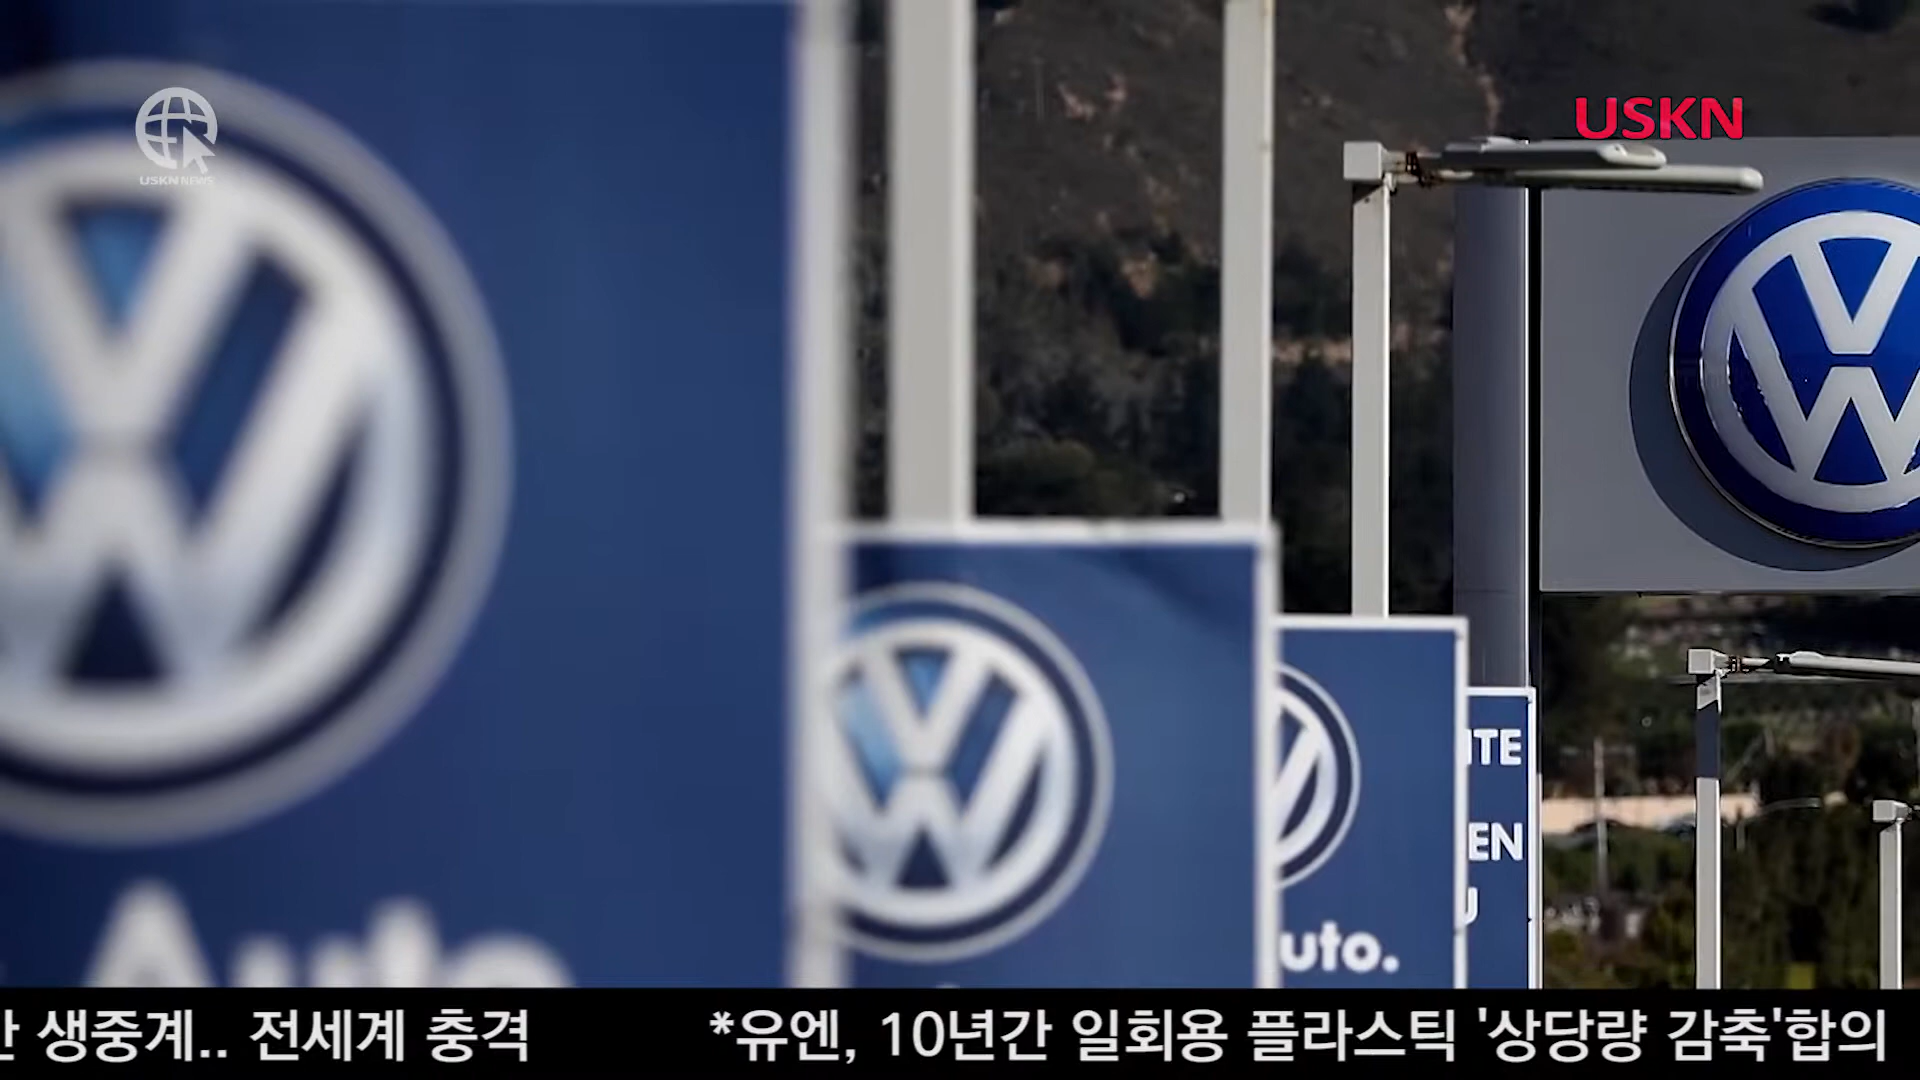 USKN
USKN NEWS
ITE
EN
U
Auto
uto.
생중계.. 전세계 충격 *유엔, 10년간 일회용 플라스틱 '상당량 감축'합의